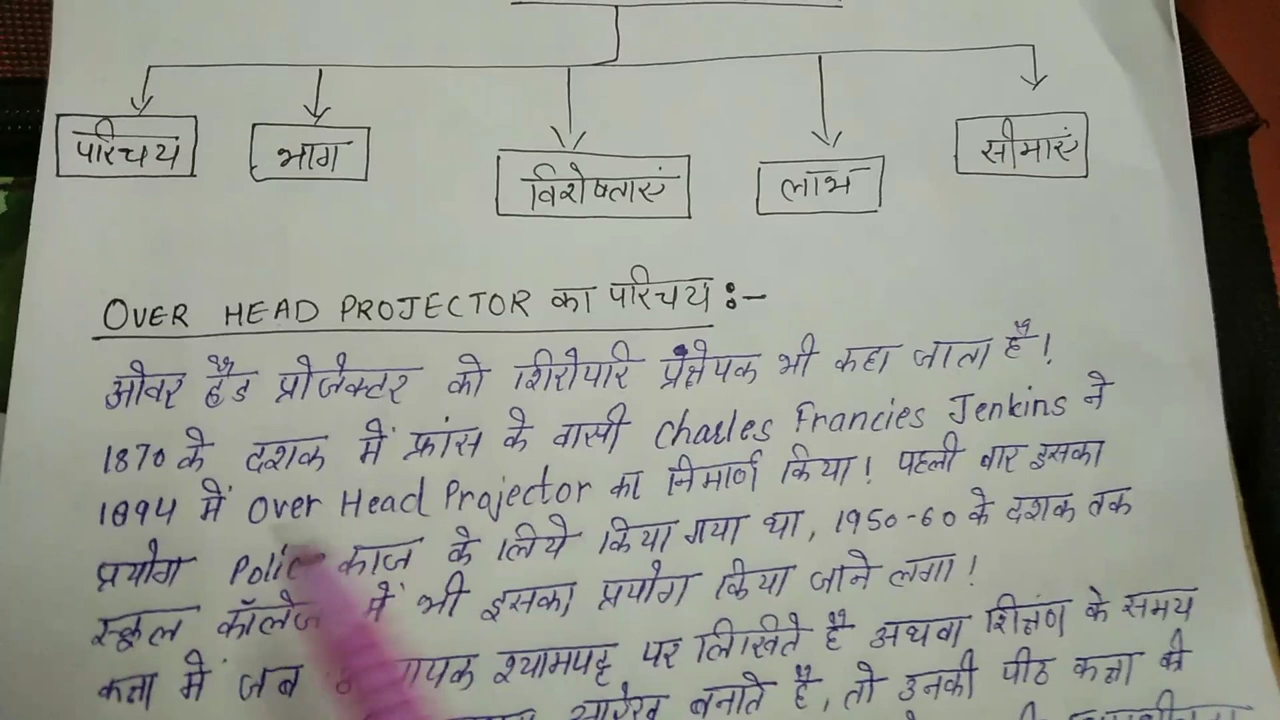 परिचय
भाग
विशेषताएं
लाभ
सीमाएं
OVER HEAD PROJECTOR का परिचय :-
ओवर हैड प्रोजेक्टर को शिरोपरि प्रक्षेपक भी कहा जाता है!
1870 के दशक में फ्रांस के वासी Charles Francies Jenkins ने
1894 में Over Head Projector का निमार्ण किया! पहली बार इसका
प्रयोग काज के लिये किया गया था, 1950-60 के दशक तक
स्कूल कॉलेज में भी इसका प्रयोग किया जाने लगा!
कक्षा में जब श्यामपट्ट पर लिखिते है अथवा शिक्षण के समय
आरेख बनाते है, तो उनकी पीठ कक्षा की